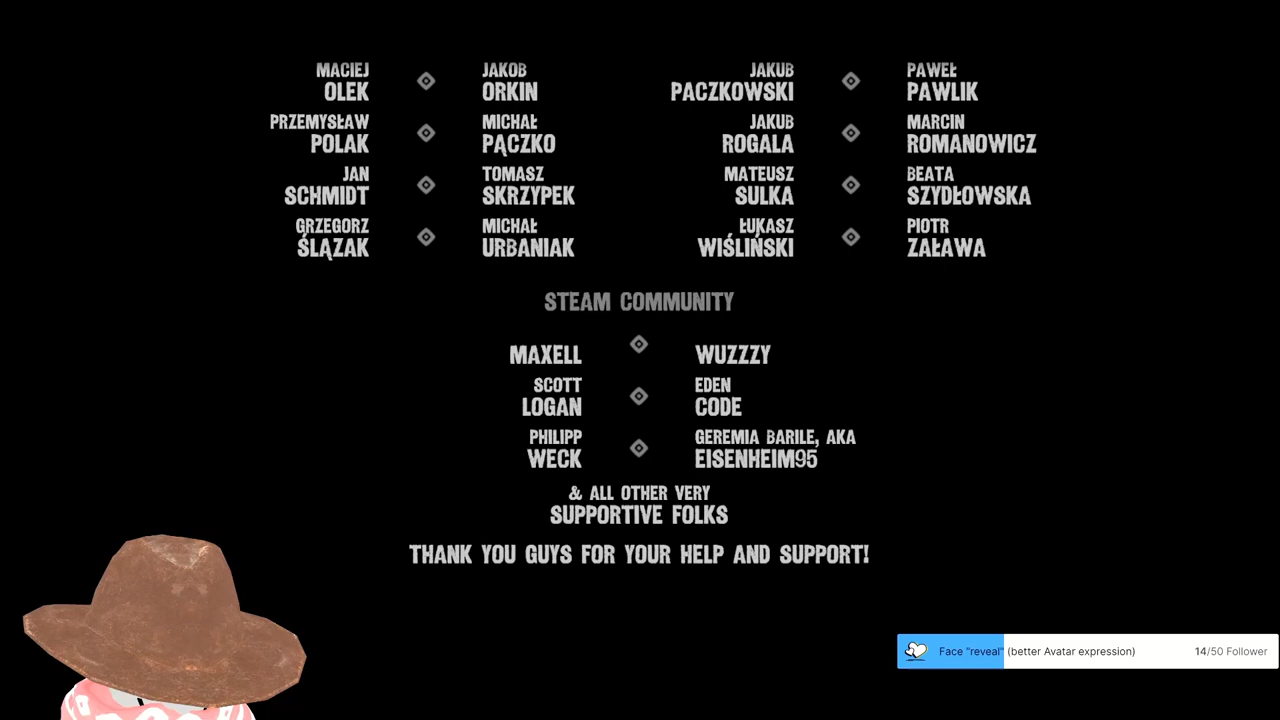 MACIEJ OLEK
JAKOB ORKIN
JAKUB PACZKOWSKI
PAWEŁ PAWLIK
PRZEMYSŁAW POLAK
MICHAŁ PĄCZKO
JAKUB ROGALA
MARCIN ROMANOWICZ
JAN SCHMIDT
TOMASZ SKRZYPEK
MATEUSZ SULKA
BEATA SZYDŁOWSKA
GRZEGORZ ŚLĄZAK
MICHAŁ URBANIAK
ŁUKASZ WIŚLIŃSKI
PIOTR ZAŁAWA
STEAM COMMUNITY
MAXELL
WUZZZY
SCOTT LOGAN
EDEN CODE
PHILIPP WECK
GEREMIA BARILE, AKA EISENHEIM95
& ALL OTHER VERY
SUPPORTIVE FOLKS
THANK YOU GUYS FOR YOUR HELP AND SUPPORT!
Face "reveal" (better Avatar expression) 14/50 Follower